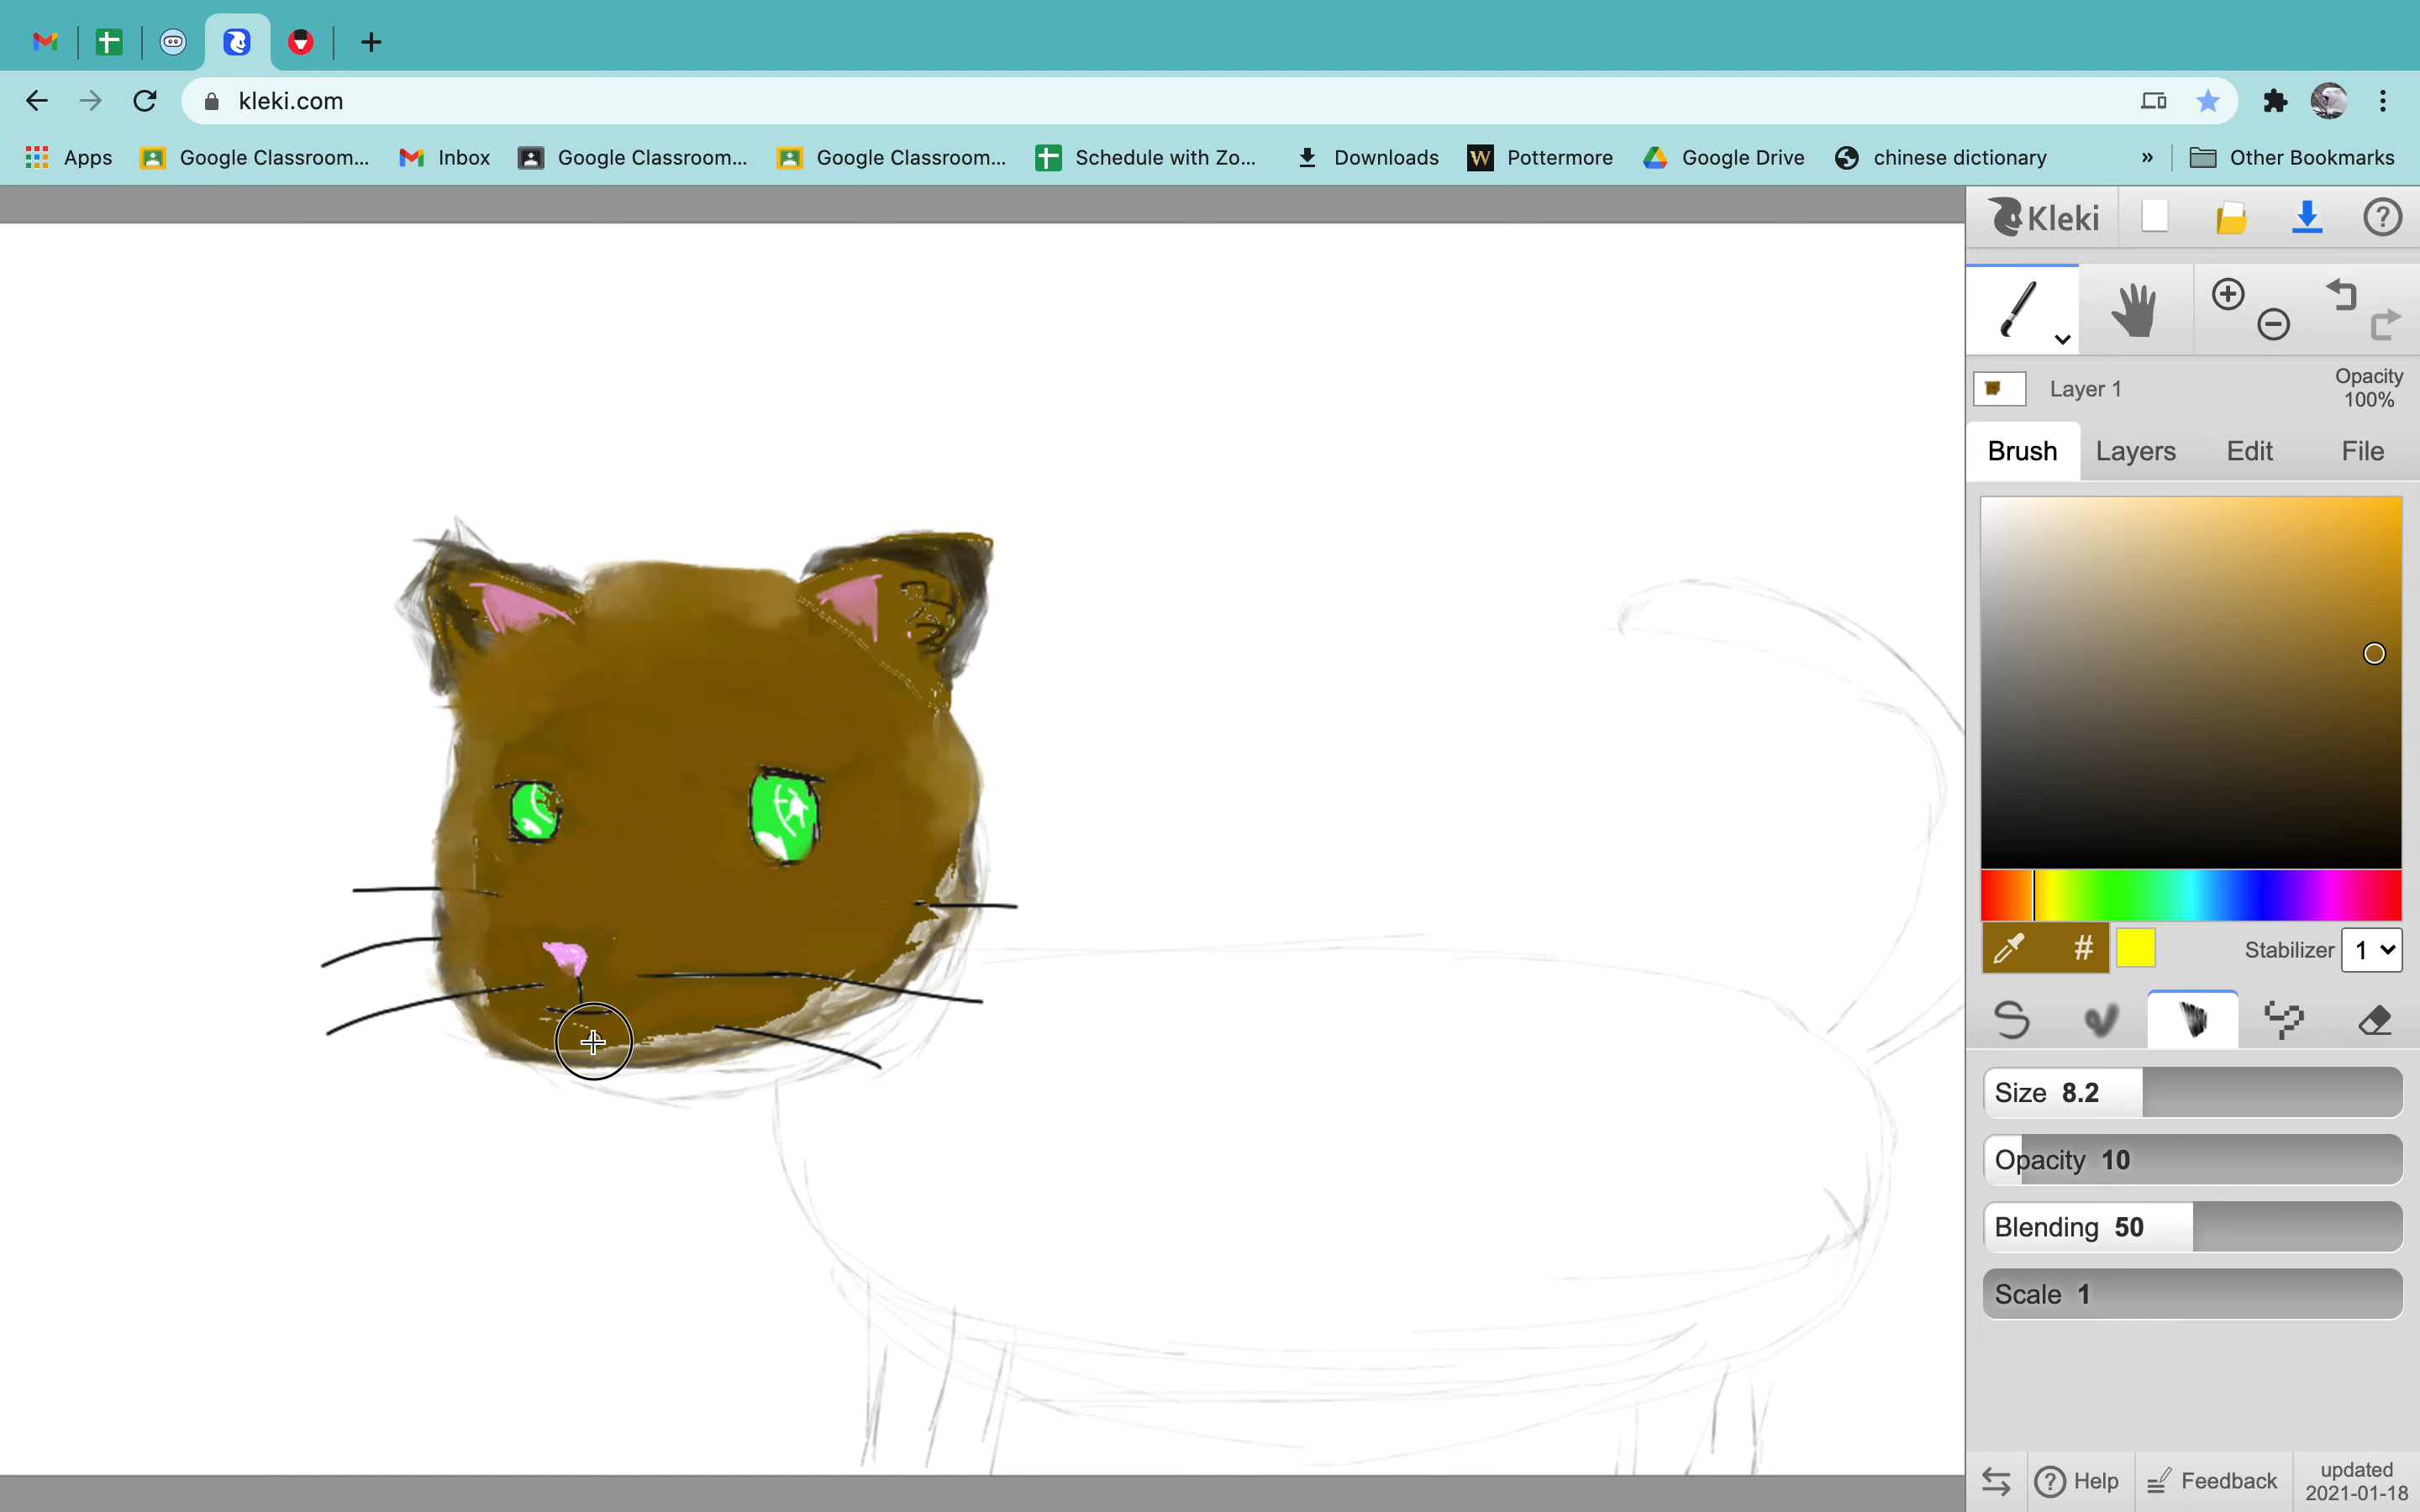 kleki.com
Apps Google Classroom... Inbox Google Classroom... Google Classroom... Schedule with Zo... Downloads W Pottermore Google Drive chinese dictionary » Other Bookmarks
Kleki ?
Layer 1 Opacity 100%
Brush Layers Edit File
# Stabilizer 1
Size 8.2
Opacity 10
Blending 50
Scale 1
? Help Feedback updated 2021-01-18